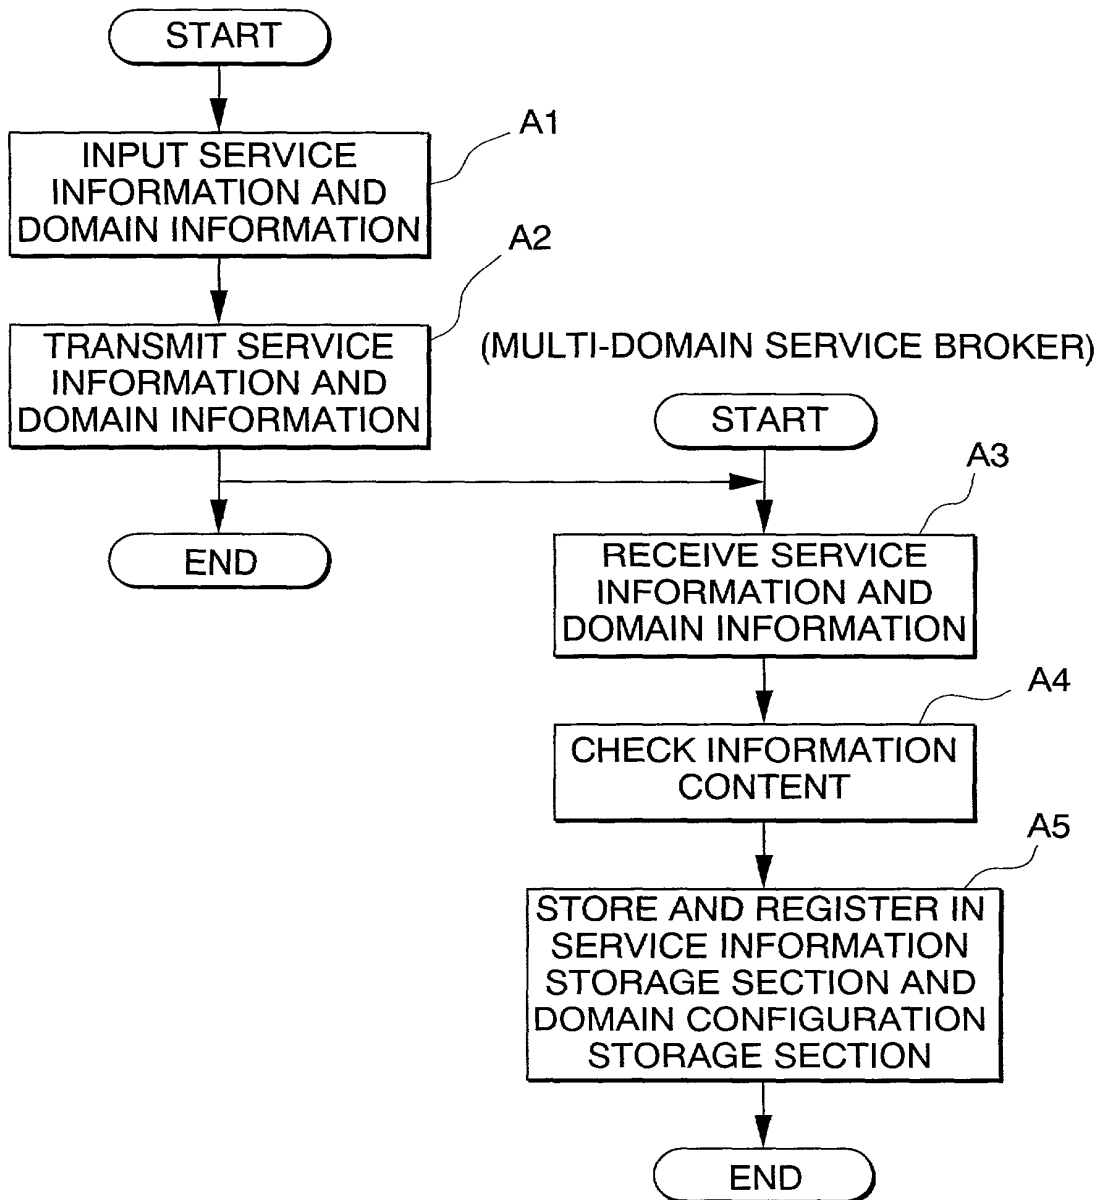 START
A1
INPUT SERVICE
INFORMATION AND
DOMAIN INFORMATION
A2
TRANSMIT SERVICE
INFORMATION AND
DOMAIN INFORMATION
END
(MULTI-DOMAIN SERVICE BROKER)
START
A3
RECEIVE SERVICE
INFORMATION AND
DOMAIN INFORMATION
A4
CHECK INFORMATION
CONTENT
A5
STORE AND REGISTER IN
SERVICE INFORMATION
STORAGE SECTION AND
DOMAIN CONFIGURATION
STORAGE SECTION
END